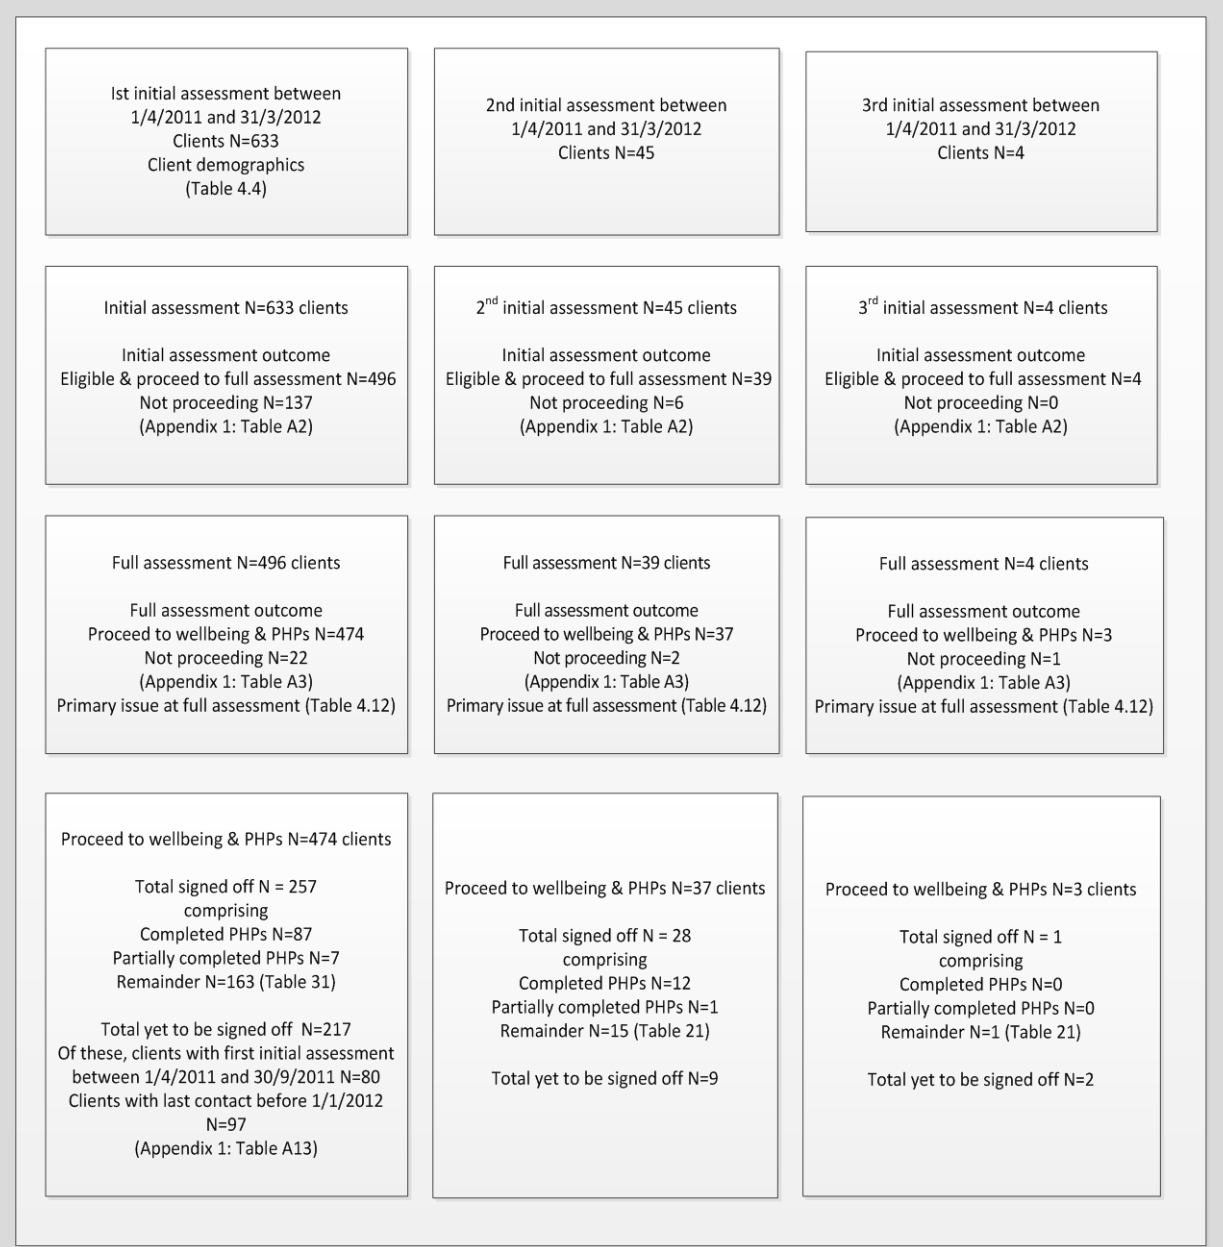 Ist initial assessment between
1/4/2011 and 31/3/2012
Clients N=633
Client demographics
(Table 4.4)
2nd initial assessment between
1/4/2011 and 31/3/2012
Clients N=45
3rd initial assessment between
1/4/2011 and 31/3/2012
Clients N=4
Initial assessment N=633 clients
Initial assessment outcome
Eligible & proceed to full assessment N=496
Not proceeding N=137
(Appendix 1: Table A2)
2nd initial assessment N=45 clients
Initial assessment outcome
Eligible & proceed to full assessment N=39
Not proceeding N=6
(Appendix 1: Table A2)
3rd initial assessment N=4 clients
Initial assessment outcome
Eligible & proceed to full assessment N=4
Not proceeding N=0
(Appendix 1: Table A2)
Full assessment N=496 clients
Full assessment outcome
Proceed to wellbeing & PHPs N=474
Not proceeding N=22
(Appendix 1: Table A3)
Primary issue at full assessment (Table 4.12)
Full assessment N=39 clients
Full assessment outcome
Proceed to wellbeing & PHPs N=37
Not proceeding N=2
(Appendix 1: Table A3)
Primary issue at full assessment (Table 4.12)
Full assessment N=4 clients
Full assessment outcome
Proceed to wellbeing & PHPs N=3
Not proceeding N=1
(Appendix 1: Table A3)
Primary issue at full assessment (Table 4.12)
Proceed to wellbeing & PHPs N=474 clients
Total signed off N = 257
comprising
Completed PHPs N=87
Partially completed PHPs N=7
Remainder N=163 (Table 31)
Total yet to be signed off  N=217
Of these, clients with first initial assessment
between 1/4/2011 and 30/9/2011 N=80
Clients with last contact before 1/1/2012
N=97
(Appendix 1: Table A13)
Proceed to wellbeing & PHPs N=37 clients
Total signed off N = 28
comprising
Completed PHPs N=12
Partially completed PHPs N=1
Remainder N=15 (Table 21)
Total yet to be signed off N=9
Proceed to wellbeing & PHPs N=3 clients
Total signed off N = 1
comprising
Completed PHPs N=0
Partially completed PHPs N=0
Remainder N=1 (Table 21)
Total yet to be signed off N=2